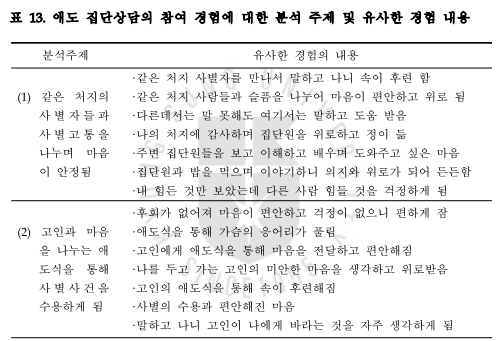 표 13. 애도 집단상담의 참여 경험에 대한 분석 주제 및 유사한 경험 내용
분석주제
유사한 경험의 내용
(1) 같은 처지의
사별자들과
사별고통을
나누며 마음
이 안정됨
·같은 처지 사별자를 만나서 말하고 나니 속이 후련 함
·같은 처지 사람들과 슬픔을 나누어 마음이 편안하고 위로 됨
·다른데서는 말 못해도 여기서는 말하고 도움 받음
·나의 처지에 감사하며 집단원을 위로하고 정이 듦
·주변 집단원들을 보고 이해하고 배우며 도와주고 싶은 마음
·집단원과 밥을 먹으며 이야기하니 의지와 위로가 되어 든든함
·내 힘든 것만 보았는데 다른 사람 힘들 것을 걱정하게 됨
(2) 고인과 마음
을 나누는 애
도식을 통해
사별사건을
수용하게 됨
·후회가 없어져 마음이 편안하고 걱정이 없으니 편하게 잠
·애도식을 통해 가슴의 응어리가 풀림
·고인에게 애도식을 통해 마음을 전달하고 편안해짐
·나를 두고 가는 고인의 미안한 마음을 생각하고 위로받음
·고인의 애도식을 통해 속이 후련해짐
·사별의 수용과 편안해진 마음
·말하고 나니 고인이 나에게 바라는 것을 자주 생각하게 됨